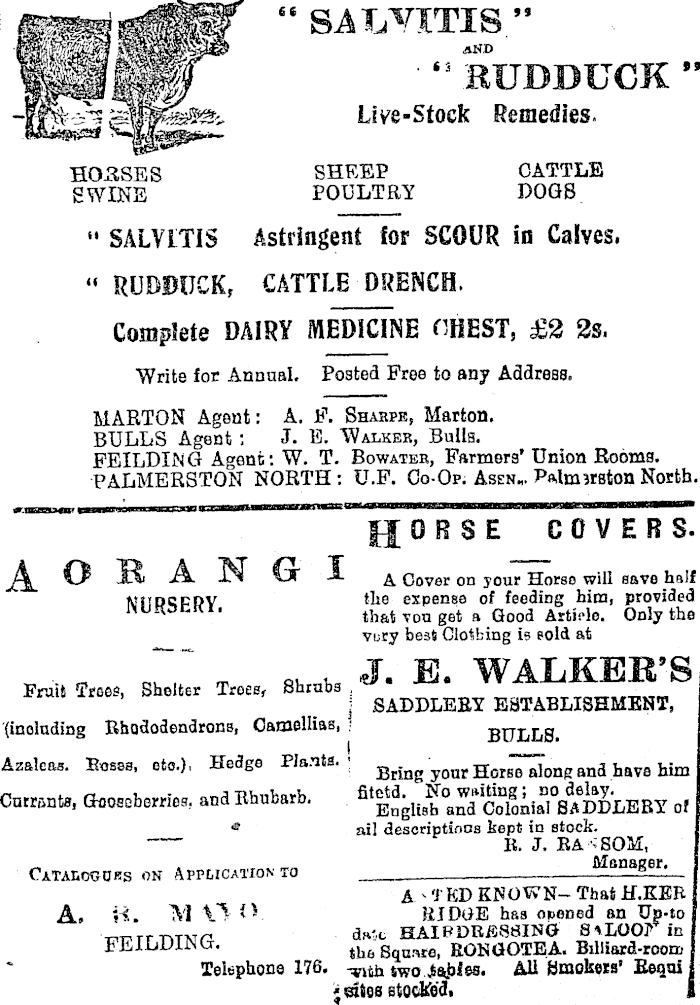 “ SALVITIS ”
AND
“ RUDDUCK ”
Live-Stock Remedies.
HORSES SHEEP CATTLE
SWINE POULTRY DOGS
“ SALVITIS Astringent for SCOUR in Calves.
“ RUDDUCK, CATTLE DRENCH.
Complete DAIRY MEDICINE CHEST, £2 2s.
Write for Annual. Posted Free to any Address.
MARTON Agent: A. F. SHARPE, Marton.
BULLS Agent: J. E. WALKER, Bulls.
FEILDING Agent: W. T. BOWATER, Farmers' Union Rooms.
PALMERSTON NORTH: U.F. Co-Op. ASSN., Palmerston North.
AORANGI
NURSERY.
Fruit Trees, Shelter Trees, Shrubs
(including Rhododendrons, Camellias,
Azaleas. Roses, etc.), Hedge Plants.
Currants, Gooseberries, and Rhubarb.
CATALOGUES ON APPLICATION TO
A. R. MAYO
FEILDING.
Telephone 176.
HORSE COVERS.
A Cover on your Horse will save half
the expense of feeding him, provided
that you get a Good Article. Only the
very best Clothing is sold at
J. E. WALKER'S
SADDLERY ESTABLISHMENT,
BULLS.
Bring your Horse along and have him
fitetd. No waiting; no delay.
English and Colonial SADDLERY of
all descriptions kept in stock.
R. J. RANSOM,
Manager.
KNOWN— That H. KER
RIDGE has opened an Up-to
date HAIRDRESSING SALOON in
the Square, RONGOTEA. Billiard-room
with two tables. All Smokers' Requi
sites stocked.